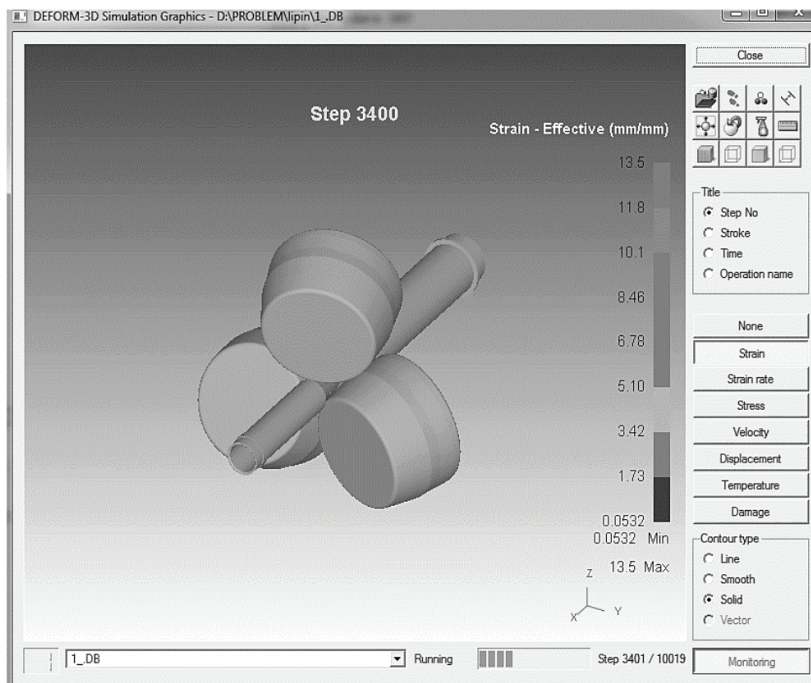 DEFORM-3D Simulation Graphics - D:\PROBLEM\lipin\1_.DB
Close
Step 3400
Strain - Effective (mm/mm)
13.5
11.8
10.1
8.46
6.78
5.10
3.42
1.73
0.0532
0.0532 Min
13.5 Max
Z
X
Y
Title
Step No
Stroke
Time
Operation name
None
Strain
Strain rate
Stress
Velocity
Displacement
Temperature
Damage
Contour type
Line
Smooth
Solid
Vector
1_.DB
Running
Step 3401 / 10019
Monitoring